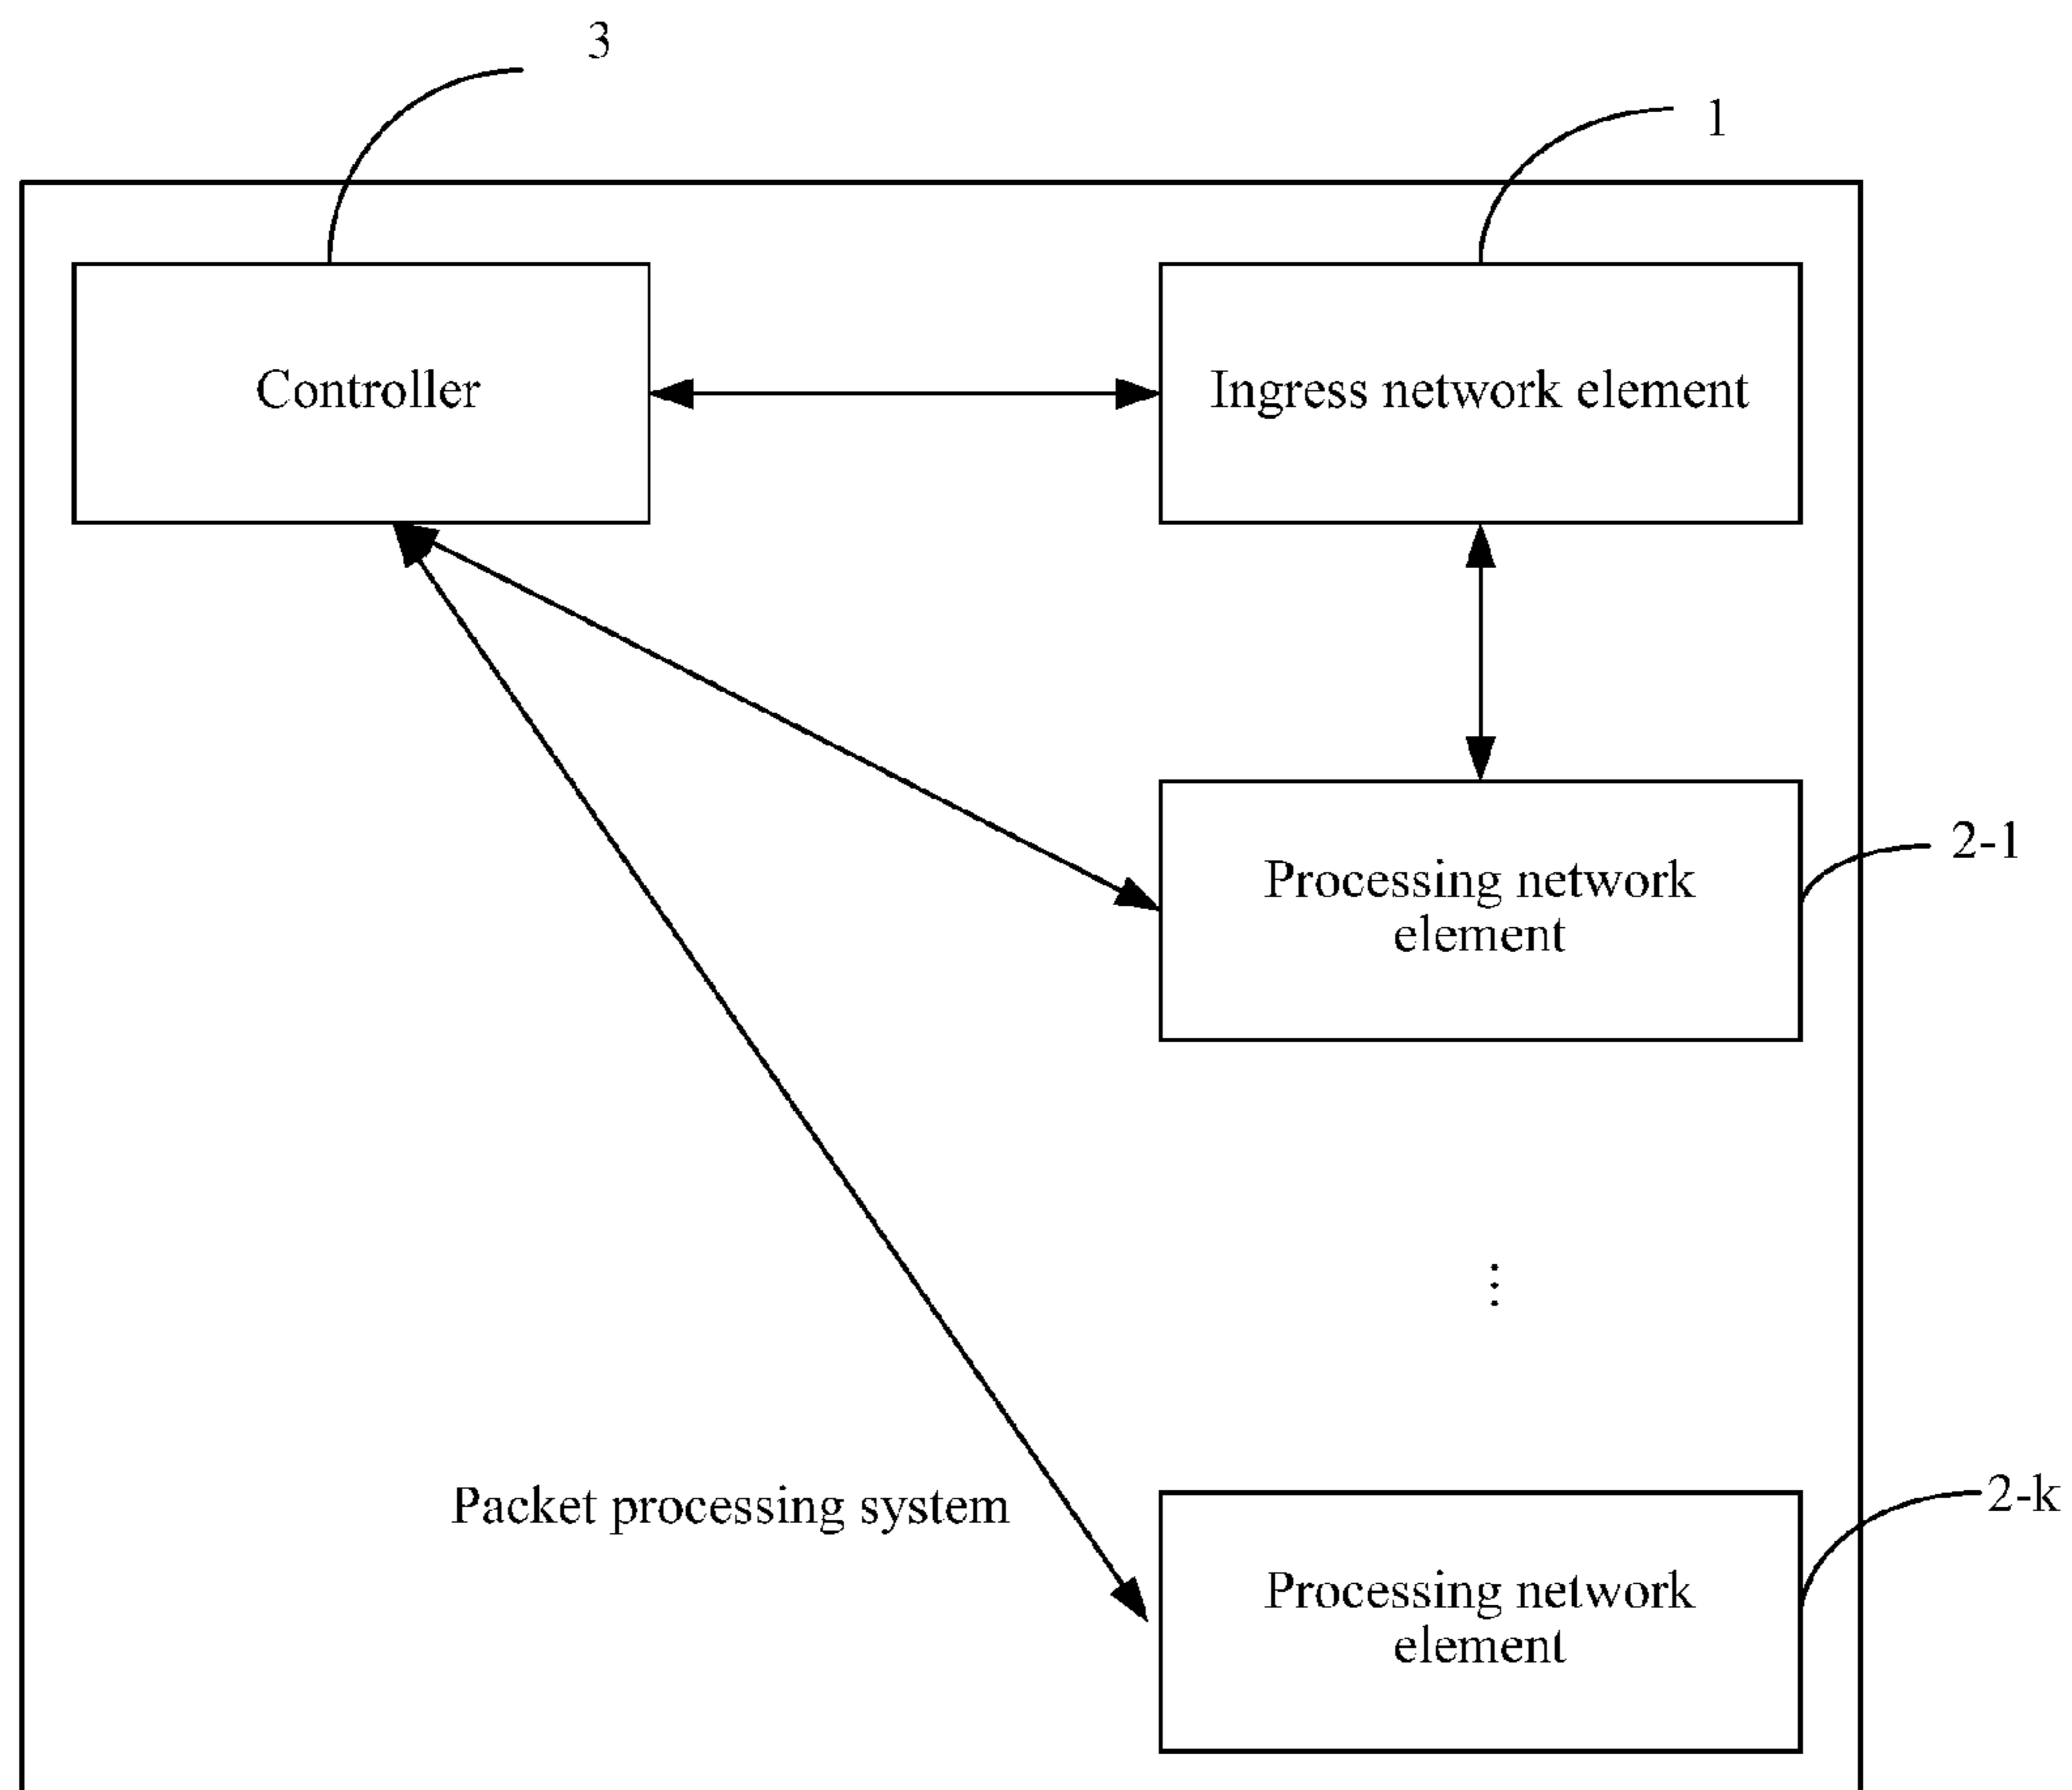 3
1
Controller
Ingress network element
2-1
Processing network
element
⋮
2-k
Packet processing system
Processing network
element